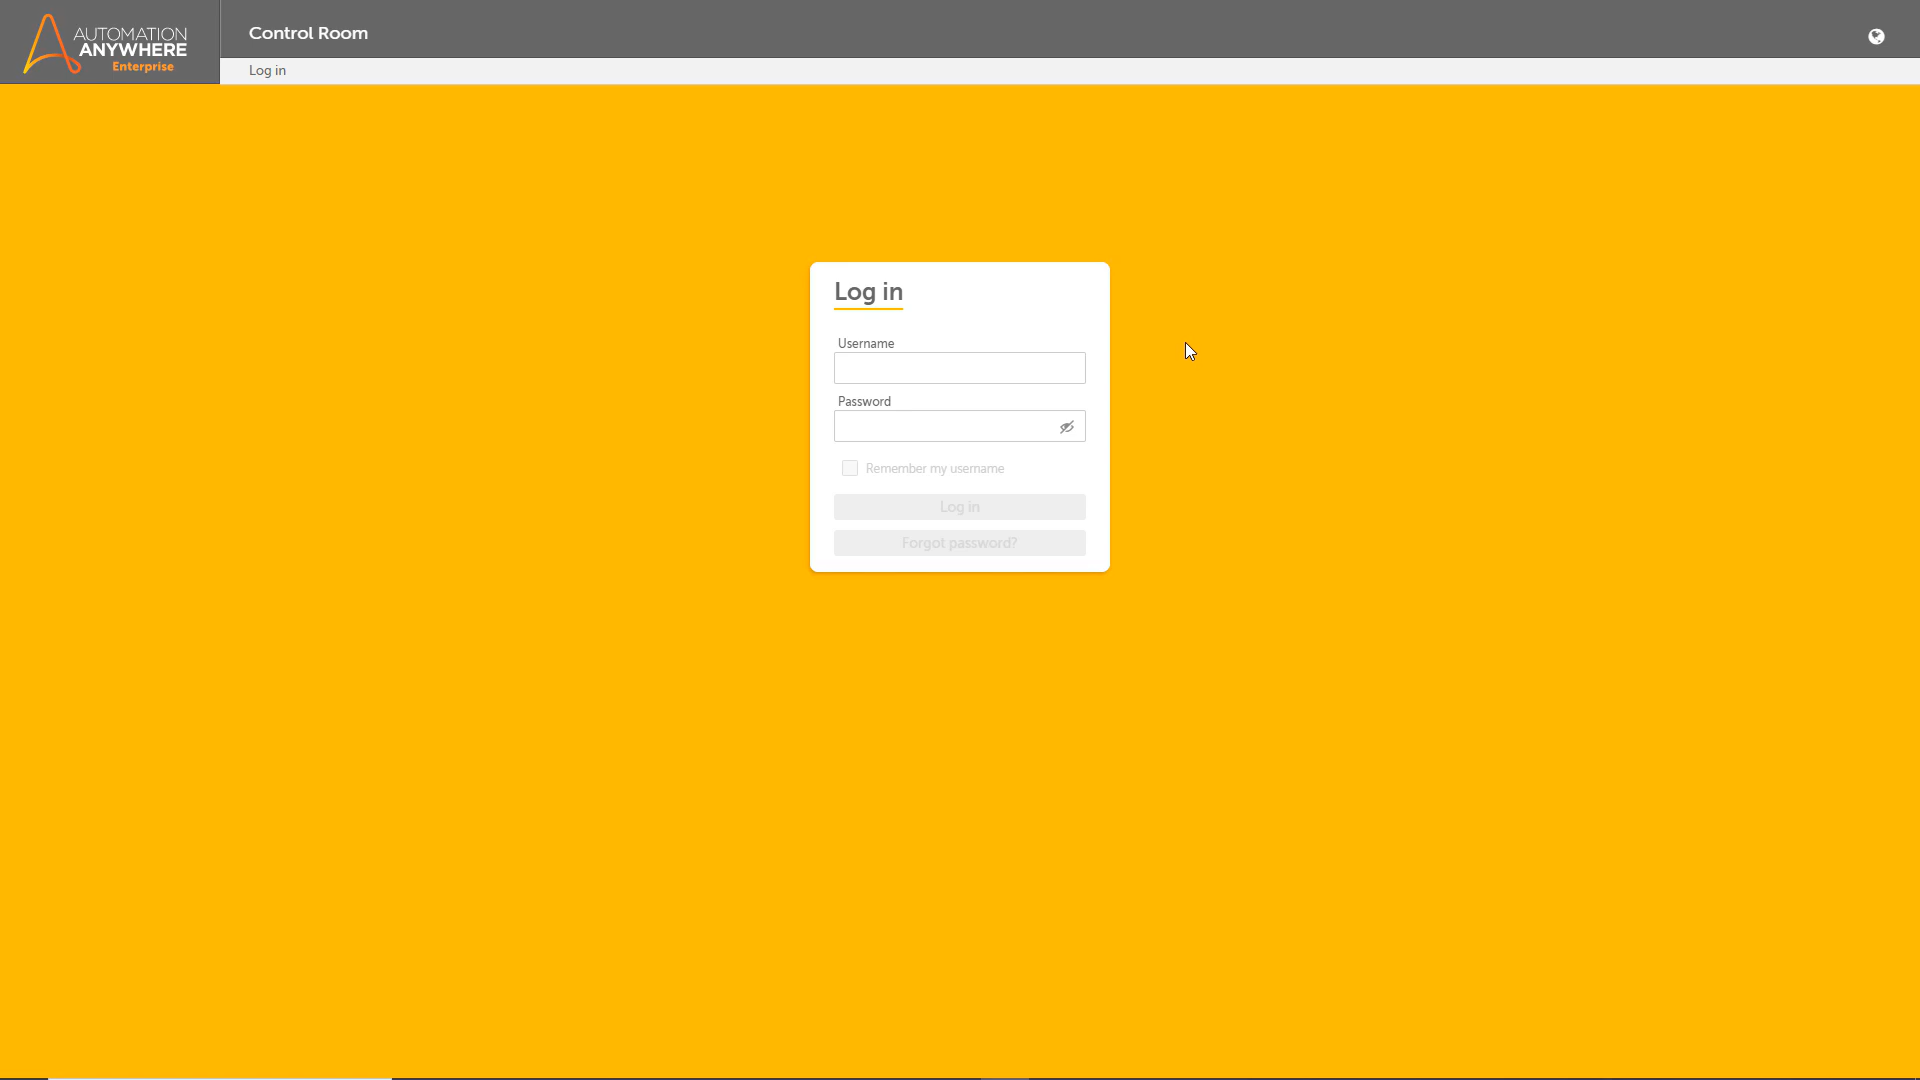 AUTOMATION
ANYWHERE
Enterprise
Control Room
Log in
Log in
Username
Password
Remember my username
Log in
Forgot password?